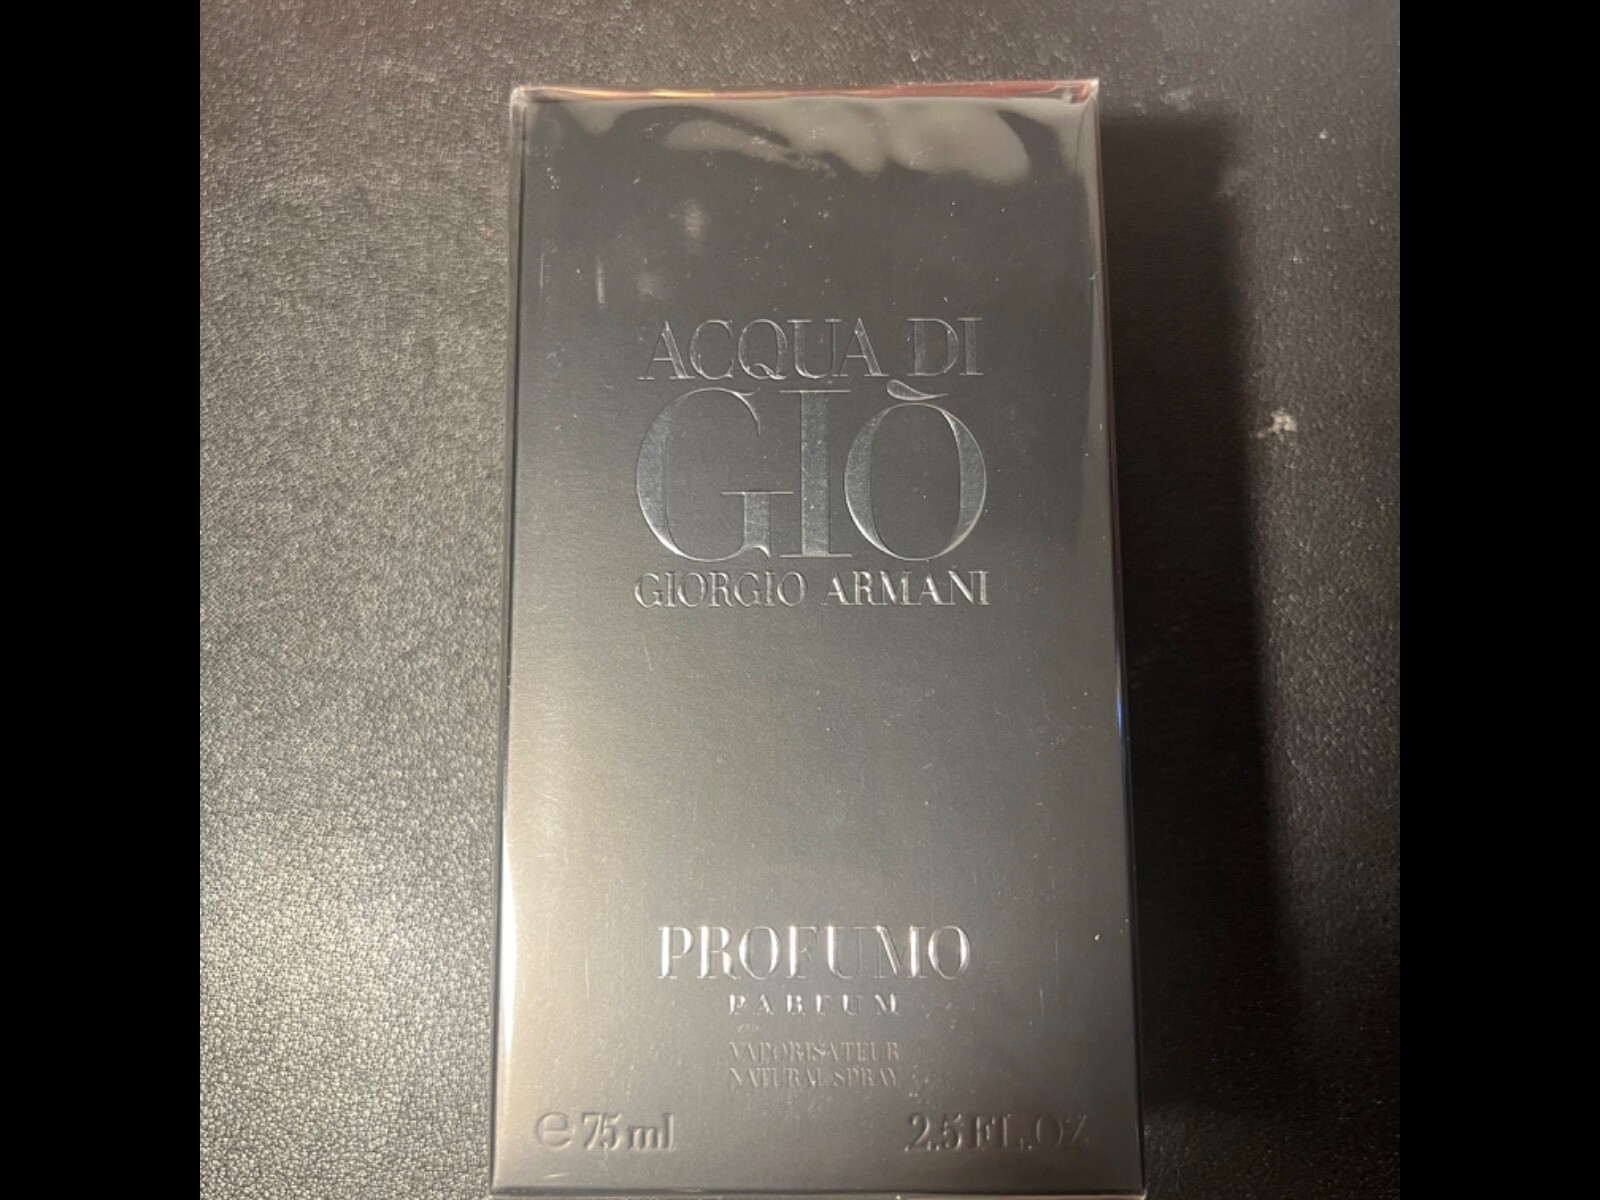 ACQUA DI
GIÒ
GIORGIO ARMANI
PROFUMO
PARFUM
VAPORISATEUR
NATURAL SPRAY
℮ 75 ml 2.5 FL.OZ